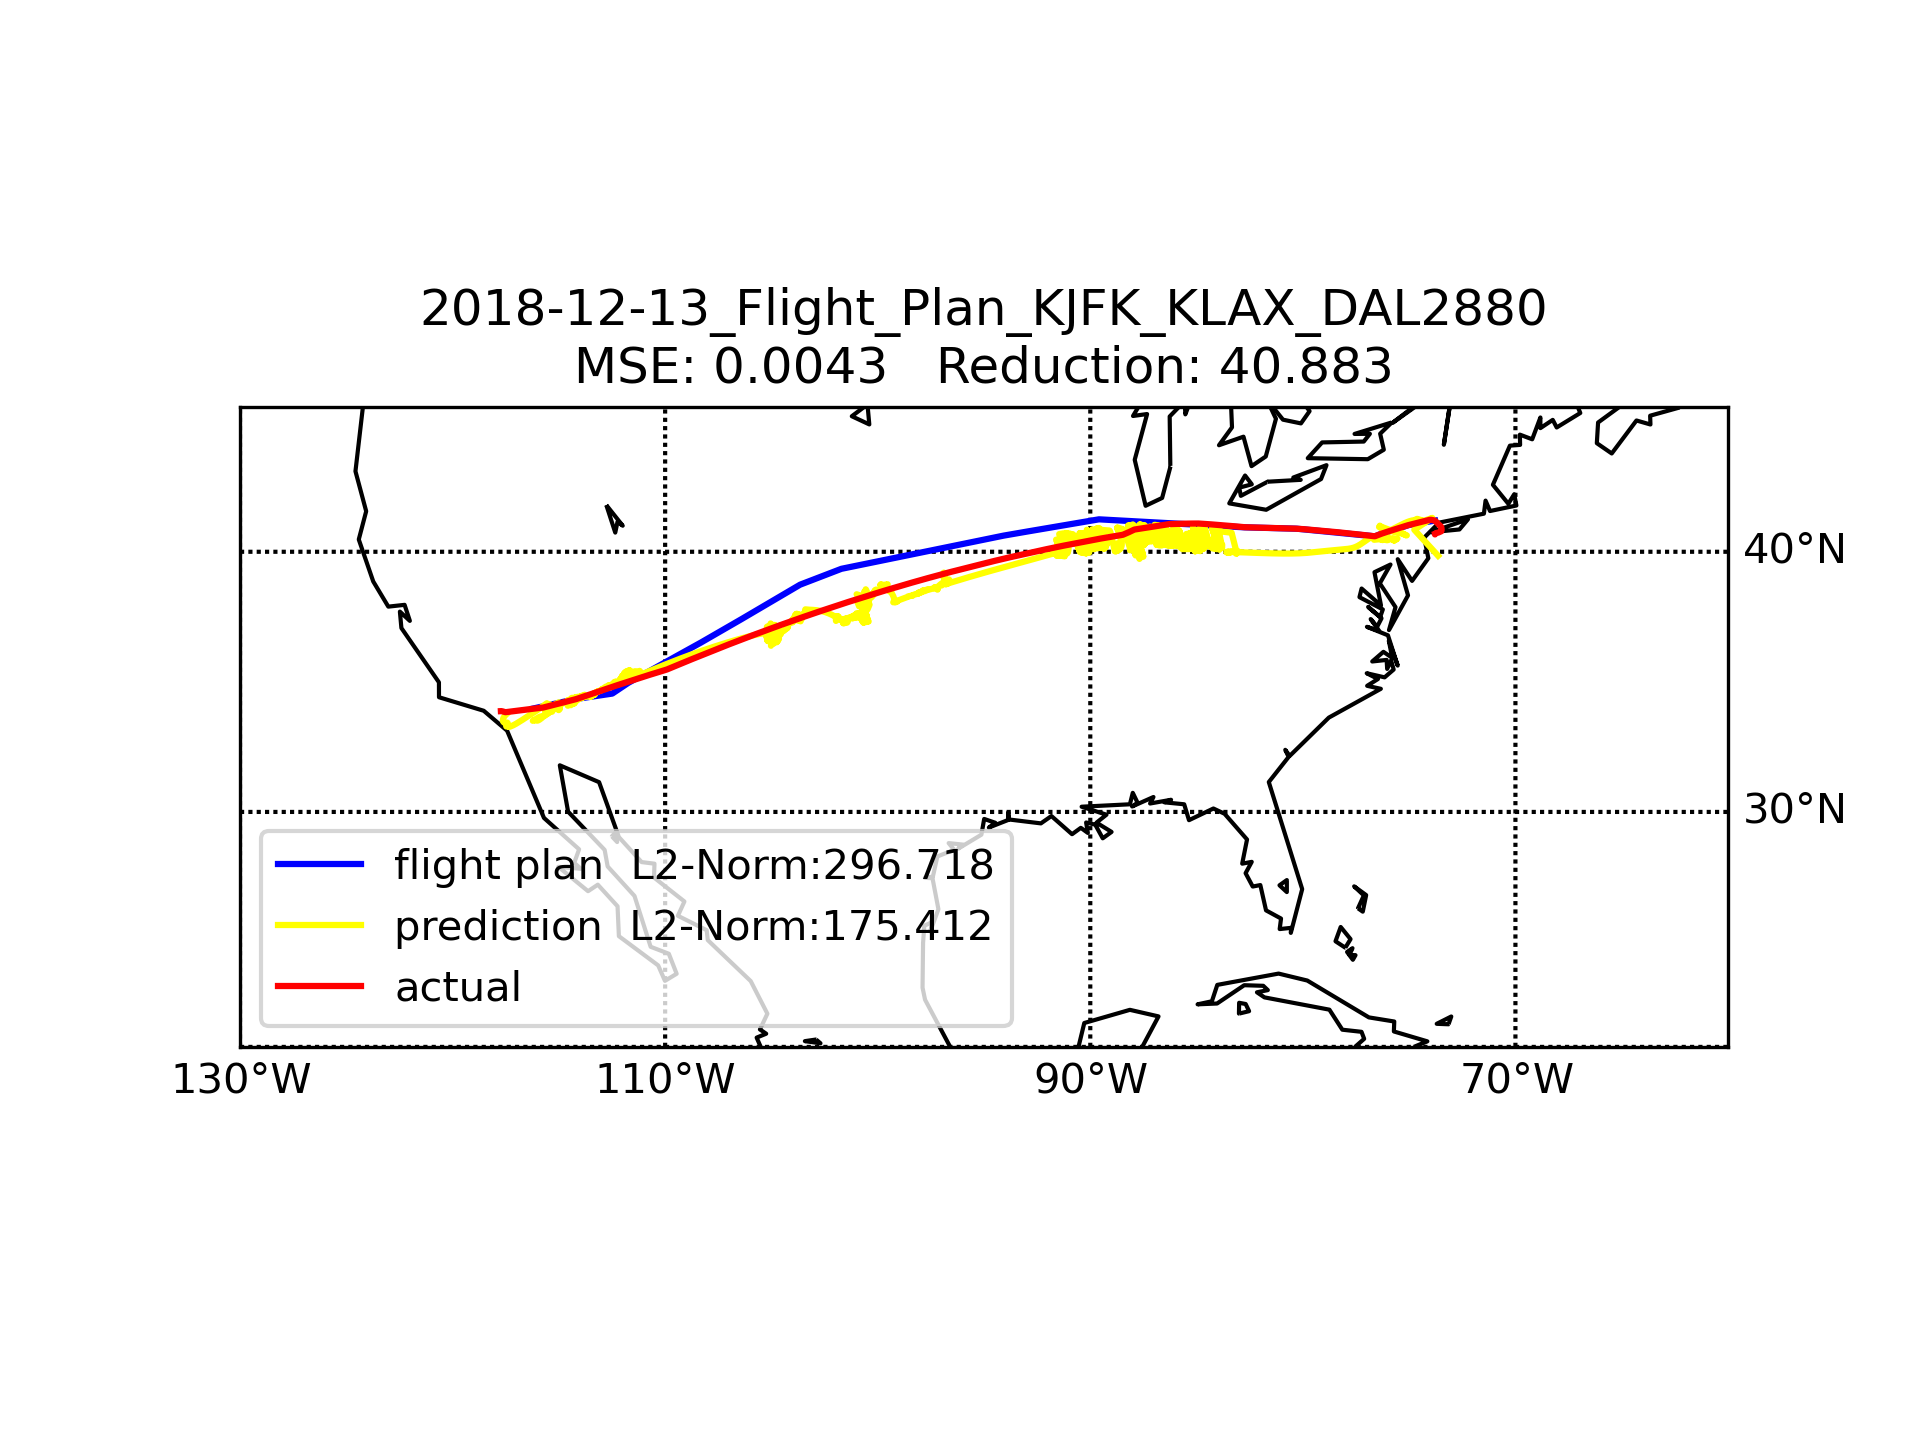 2018-12-13_Flight_Plan_KJFK_KLAX_DAL2880
MSE: 0.0043   Reduction: 40.883
40°N
30°N
flight plan  L2-Norm:296.718
prediction  L2-Norm:175.412
actual
130°W 110°W 90°W 70°W